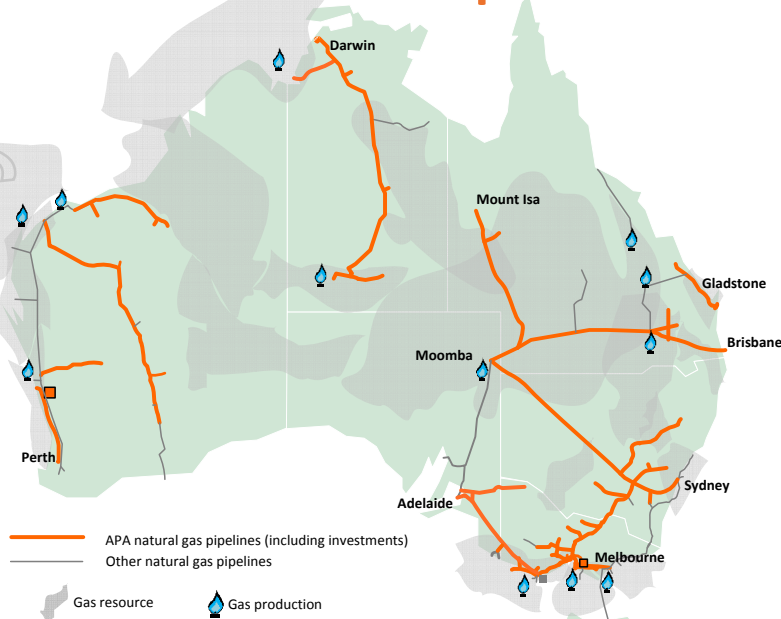 Darwin
Mount Isa
Gladstone
Brisbane
Moomba
Perth
Sydney
Adelaide
APA natural gas pipelines (including investments)
Melbourne
Other natural gas pipelines
Gas resource
Gas production